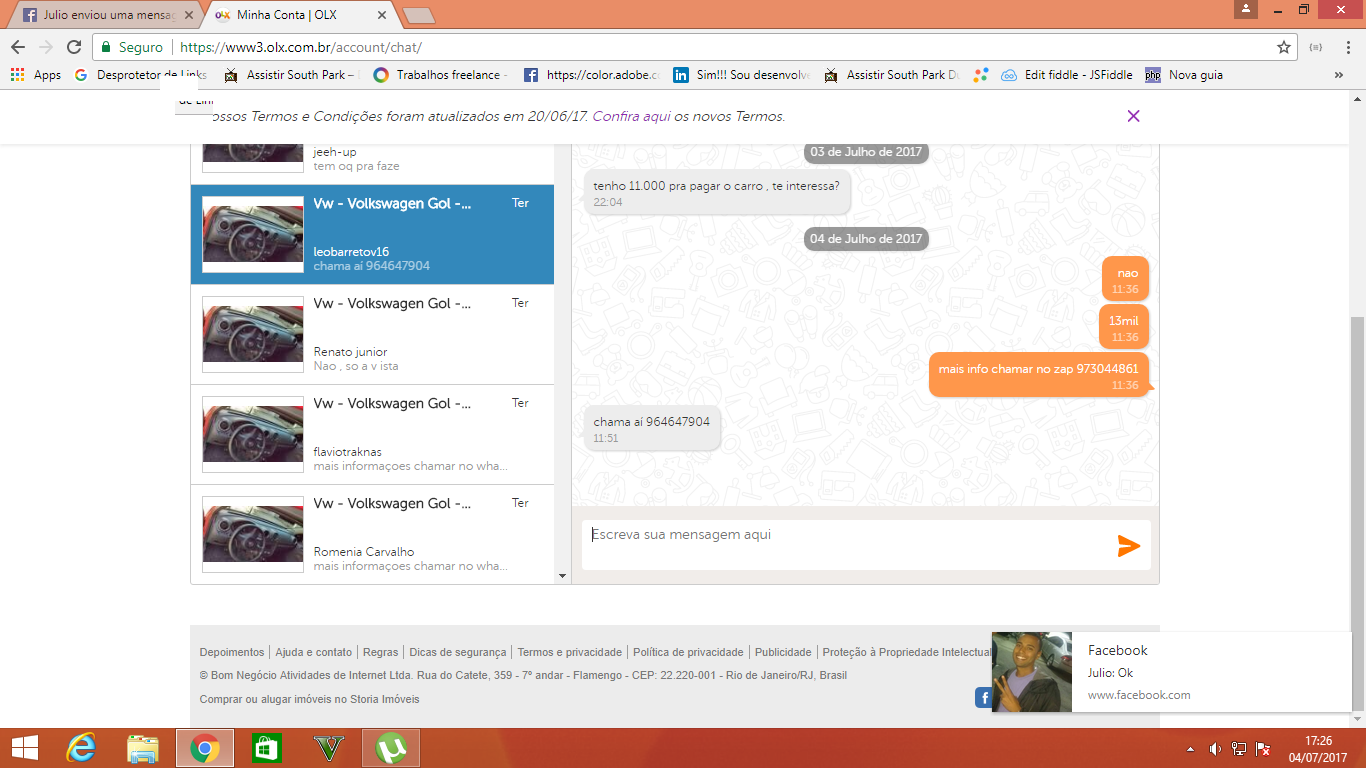 Julio enviou uma mensag
Minha Conta | OLX
Seguro
https://www3.olx.com.br/account/chat/
Apps
Desprotetor de Links
Assistir South Park –
Trabalhos freelance -
https://color.adobe.c
Sim!!! Sou desenvolve
Assistir South Park Du
Edit fiddle - JSFiddle
php
Nova guia
»
ossos Termos e Condições foram atualizados em 20/06/17. Confira aqui os novos Termos.
jeeh-up
tem oq pra faze
Vw - Volkswagen Gol -...
Ter
leobarretov16
chama aí 964647904
Vw - Volkswagen Gol -...
Ter
Renato junior
Nao , so a v ista
Vw - Volkswagen Gol -...
Ter
flaviotraknas
mais informaçoes chamar no wha...
Vw - Volkswagen Gol -...
Ter
Romenia Carvalho
mais informaçoes chamar no wha...
03 de Julho de 2017
tenho 11.000 pra pagar o carro , te interessa?
22:04
04 de Julho de 2017
nao
11:36
13mil
11:36
mais info chamar no zap 973044861
11:36
chama aí 964647904
11:51
Escreva sua mensagem aqui
Depoimentos | Ajuda e contato | Regras | Dicas de segurança | Termos e privacidade | Política de privacidade | Publicidade | Proteção à Propriedade Intelectual
© Bom Negócio Atividades de Internet Ltda. Rua do Catete, 359 - 7º andar - Flamengo - CEP: 22.220-001 - Rio de Janeiro/RJ, Brasil
Comprar ou alugar imóveis no Storia Imóveis
Facebook
Julio: Ok
www.facebook.com
17:26
04/07/2017